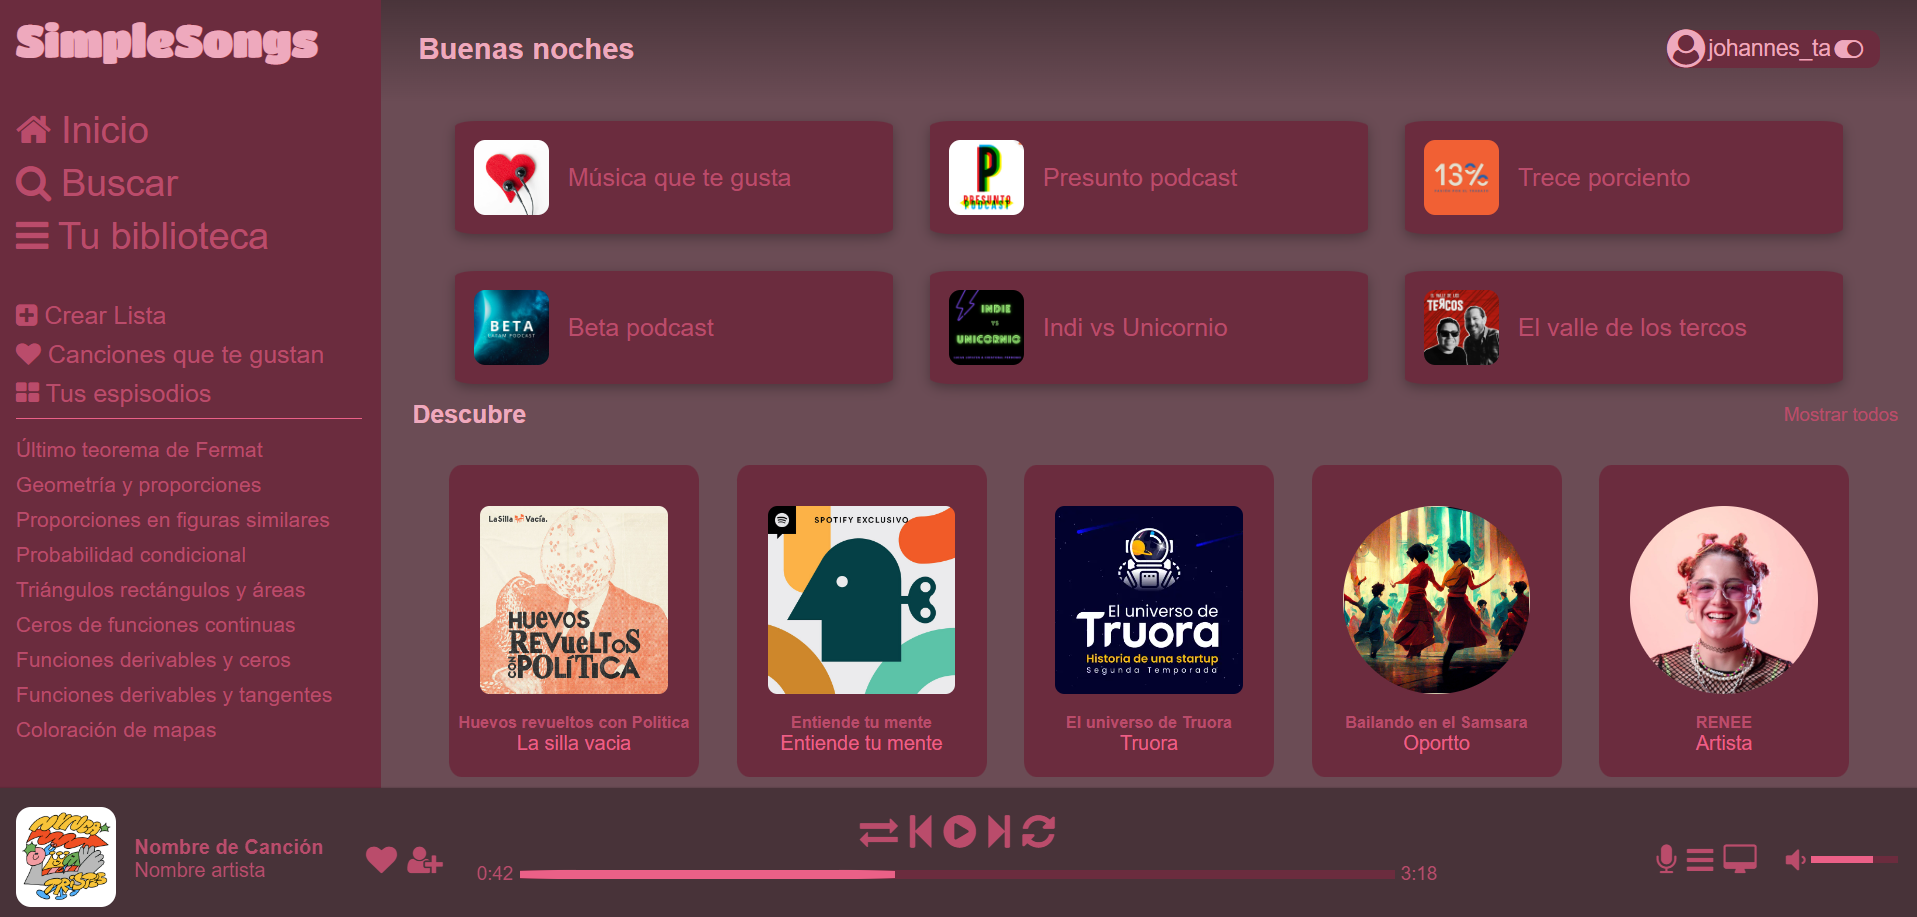 SimpleSongs
Inicio
Buscar
Tu biblioteca
Crear Lista
Canciones que te gustan
Tus espisodios
Último teorema de Fermat
Geometría y proporciones
Proporciones en figuras similares
Probabilidad condicional
Triángulos rectángulos y áreas
Ceros de funciones continuas
Funciones derivables y ceros
Funciones derivables y tangentes
Coloración de mapas
Buenas noches
johannes_ta
Música que te gusta
P
PRESUNTO
PODCAST
Presunto podcast
13%
Trece porciento
BETA
Beta podcast
INDIE
VS
UNICORNIO
Indi vs Unicornio
EL VALLE DE LOS
TERCOS
El valle de los tercos
Descubre
Mostrar todos
La Silla Vacía.
HUEVOS
REVUELTOS
CON POLÍTICA
Huevos revueltos con Politica
La silla vacia
SPOTIFY EXCLUSIVO
Entiende tu mente
Entiende tu mente
El universo de
Truora
Historia de una startup
Segunda Temporada
El universo de Truora
Truora
Bailando en el Samsara
Oportto
RENEE
Artista
TRISTES
Nombre de Canción
Nombre artista
0:42
3:18